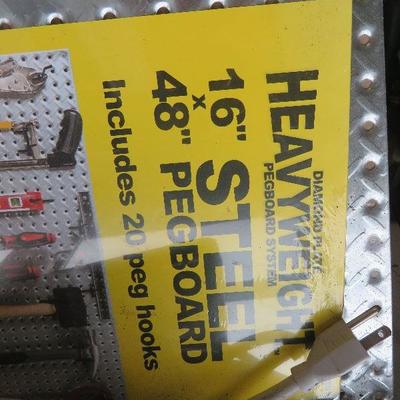 DIAMOND PLATE
HEAVYWEIGHT
PEGBOARD SYSTEM
16" STEEL
x
48" PEGBOARD
Includes 20 peg hooks